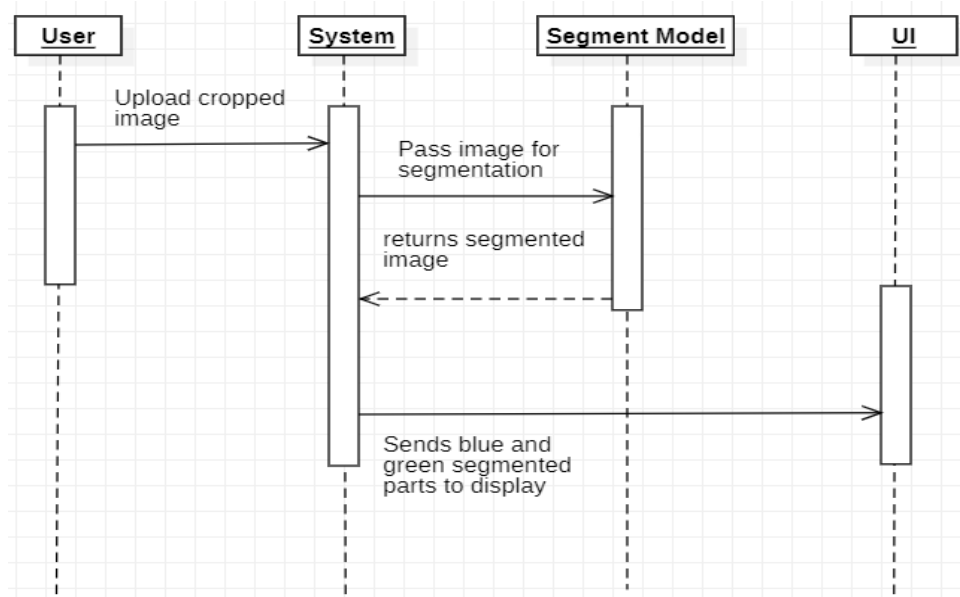 User
System
Segment Model
UI
Upload cropped
image
Pass image for
segmentation
returns segmented
image
Sends blue and
green segmented
parts to display